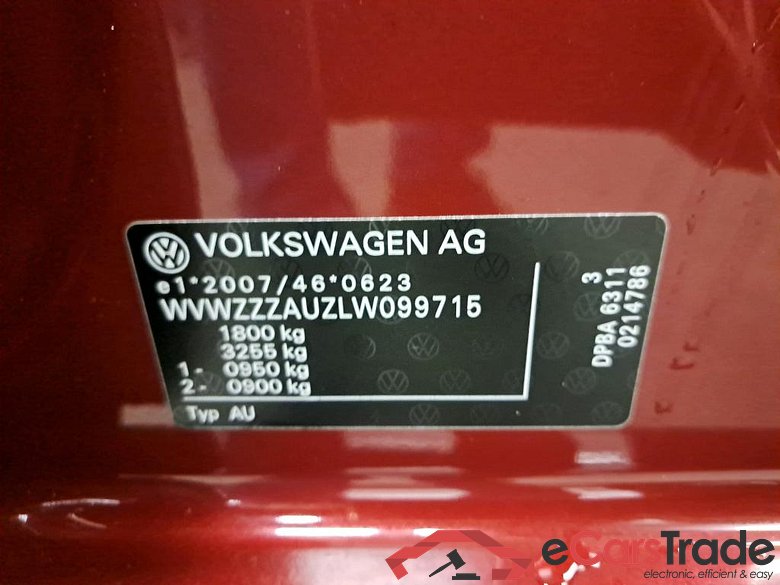 VOLKSWAGEN AG
e1*2007/46*0623
WVWZZZAUZLW099715
1800 kg
3255 kg
1- 0950 kg
2- 0900 kg
Typ AU
3
DPBA 6311
0214786
eCarsTrade
electronic, efficient & easy